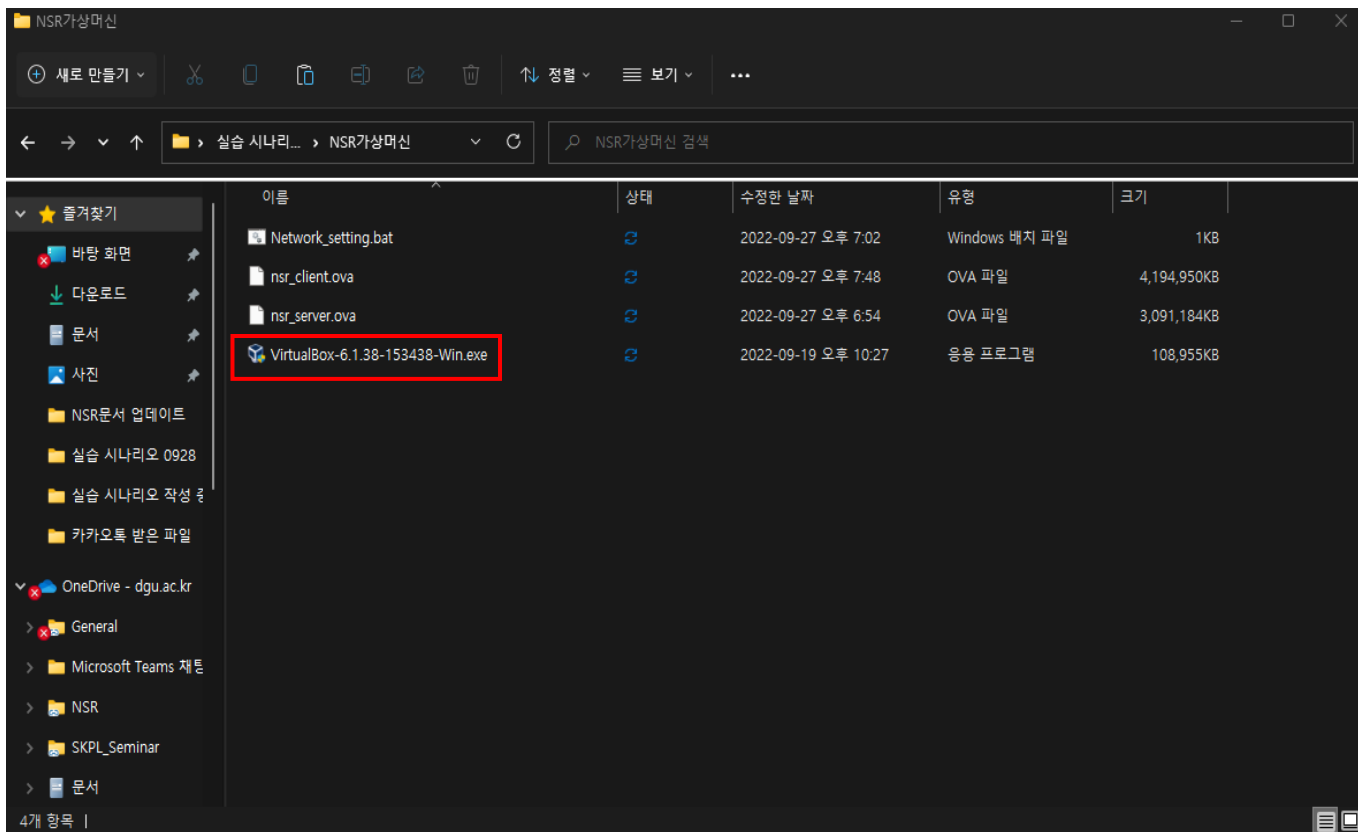 NSR가상머신
새로 만들기 정렬 보기
실습 시나리... › NSR가상머신 NSR가상머신 검색
이름 상태 수정한 날짜 유형 크기
Network_setting.bat 2022-09-27 오후 7:02 Windows 배치 파일 1KB
nsr_client.ova 2022-09-27 오후 7:48 OVA 파일 4,194,950KB
nsr_server.ova 2022-09-27 오후 6:54 OVA 파일 3,091,184KB
VirtualBox-6.1.38-153438-Win.exe 2022-09-19 오후 10:27 응용 프로그램 108,955KB
즐겨찾기
바탕 화면
다운로드
문서
사진
NSR문서 업데이트
실습 시나리오 0928
실습 시나리오 작성
카카오톡 받은 파일
OneDrive - dgu.ac.kr
General
Microsoft Teams 채팅
NSR
SKPL_Seminar
문서
4개 항목